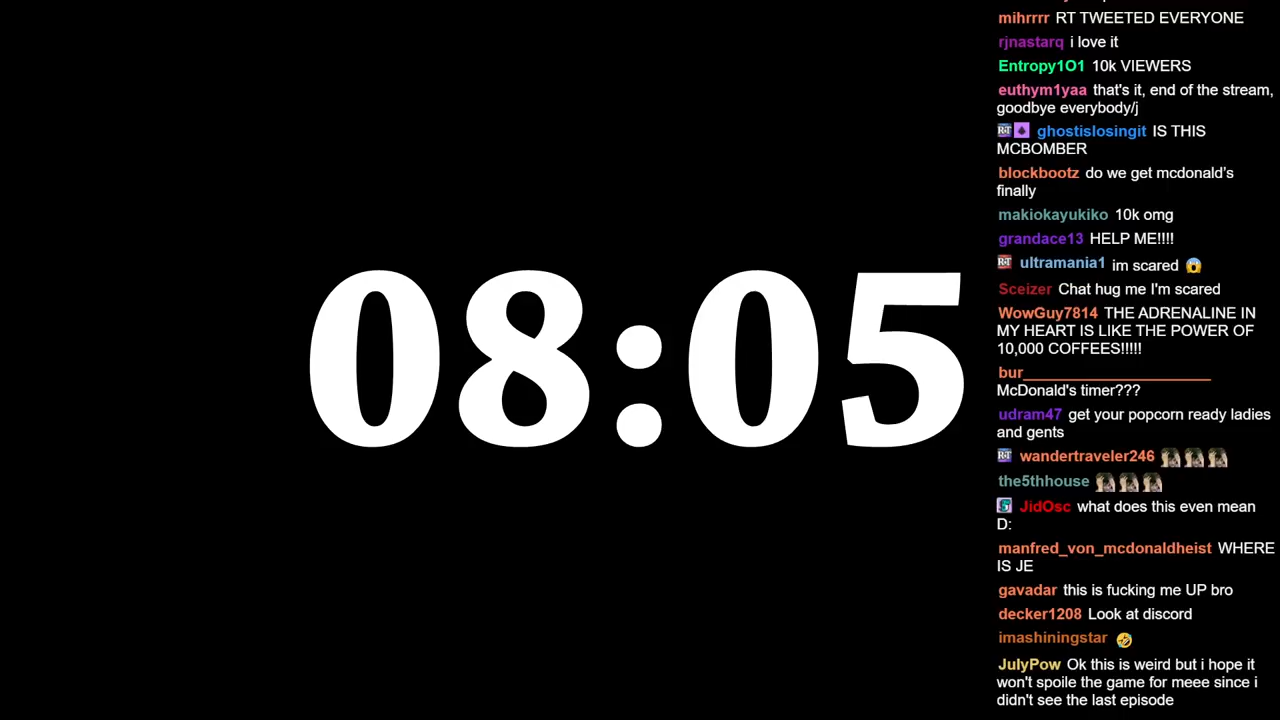 08:05
mihrrrr RT TWEETED EVERYONE
rjnastarq i love it
Entropy1O1 10k VIEWERS
euthym1yaa that's it, end of the stream,
goodbye everybody/j
ghostislosingit IS THIS
MCBOMBER
blockbootz do we get mcdonald's
finally
makiokayukiko 10k omg
grandace13 HELP ME!!!!
ultramania1 im scared 😱
Sceizer Chat hug me I'm scared
WowGuy7814 THE ADRENALINE IN
MY HEART IS LIKE THE POWER OF
10,000 COFFEES!!!!!
bur______________________
McDonald's timer???
udram47 get your popcorn ready ladies
and gents
wandertraveler246
the5thhouse
JidOsc what does this even mean
D:
manfred_von_mcdonaldheist WHERE
IS JE
gavadar this is fucking me UP bro
decker1208 Look at discord
imashiningstar 🤣
JulyPow Ok this is weird but i hope it
won't spoile the game for meee since i
didn't see the last episode